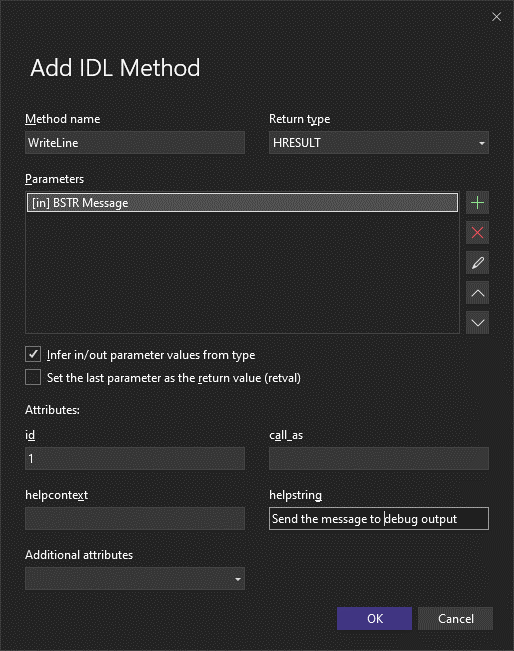 Add IDL Method
Method name
Return type
WriteLine
HRESULT
Parameters
[in] BSTR Message
Infer in/out parameter values from type
Set the last parameter as the return value (retval)
Attributes:
id
call_as
1
helpcontext
helpstring
Send the message to debug output
Additional attributes
OK
Cancel